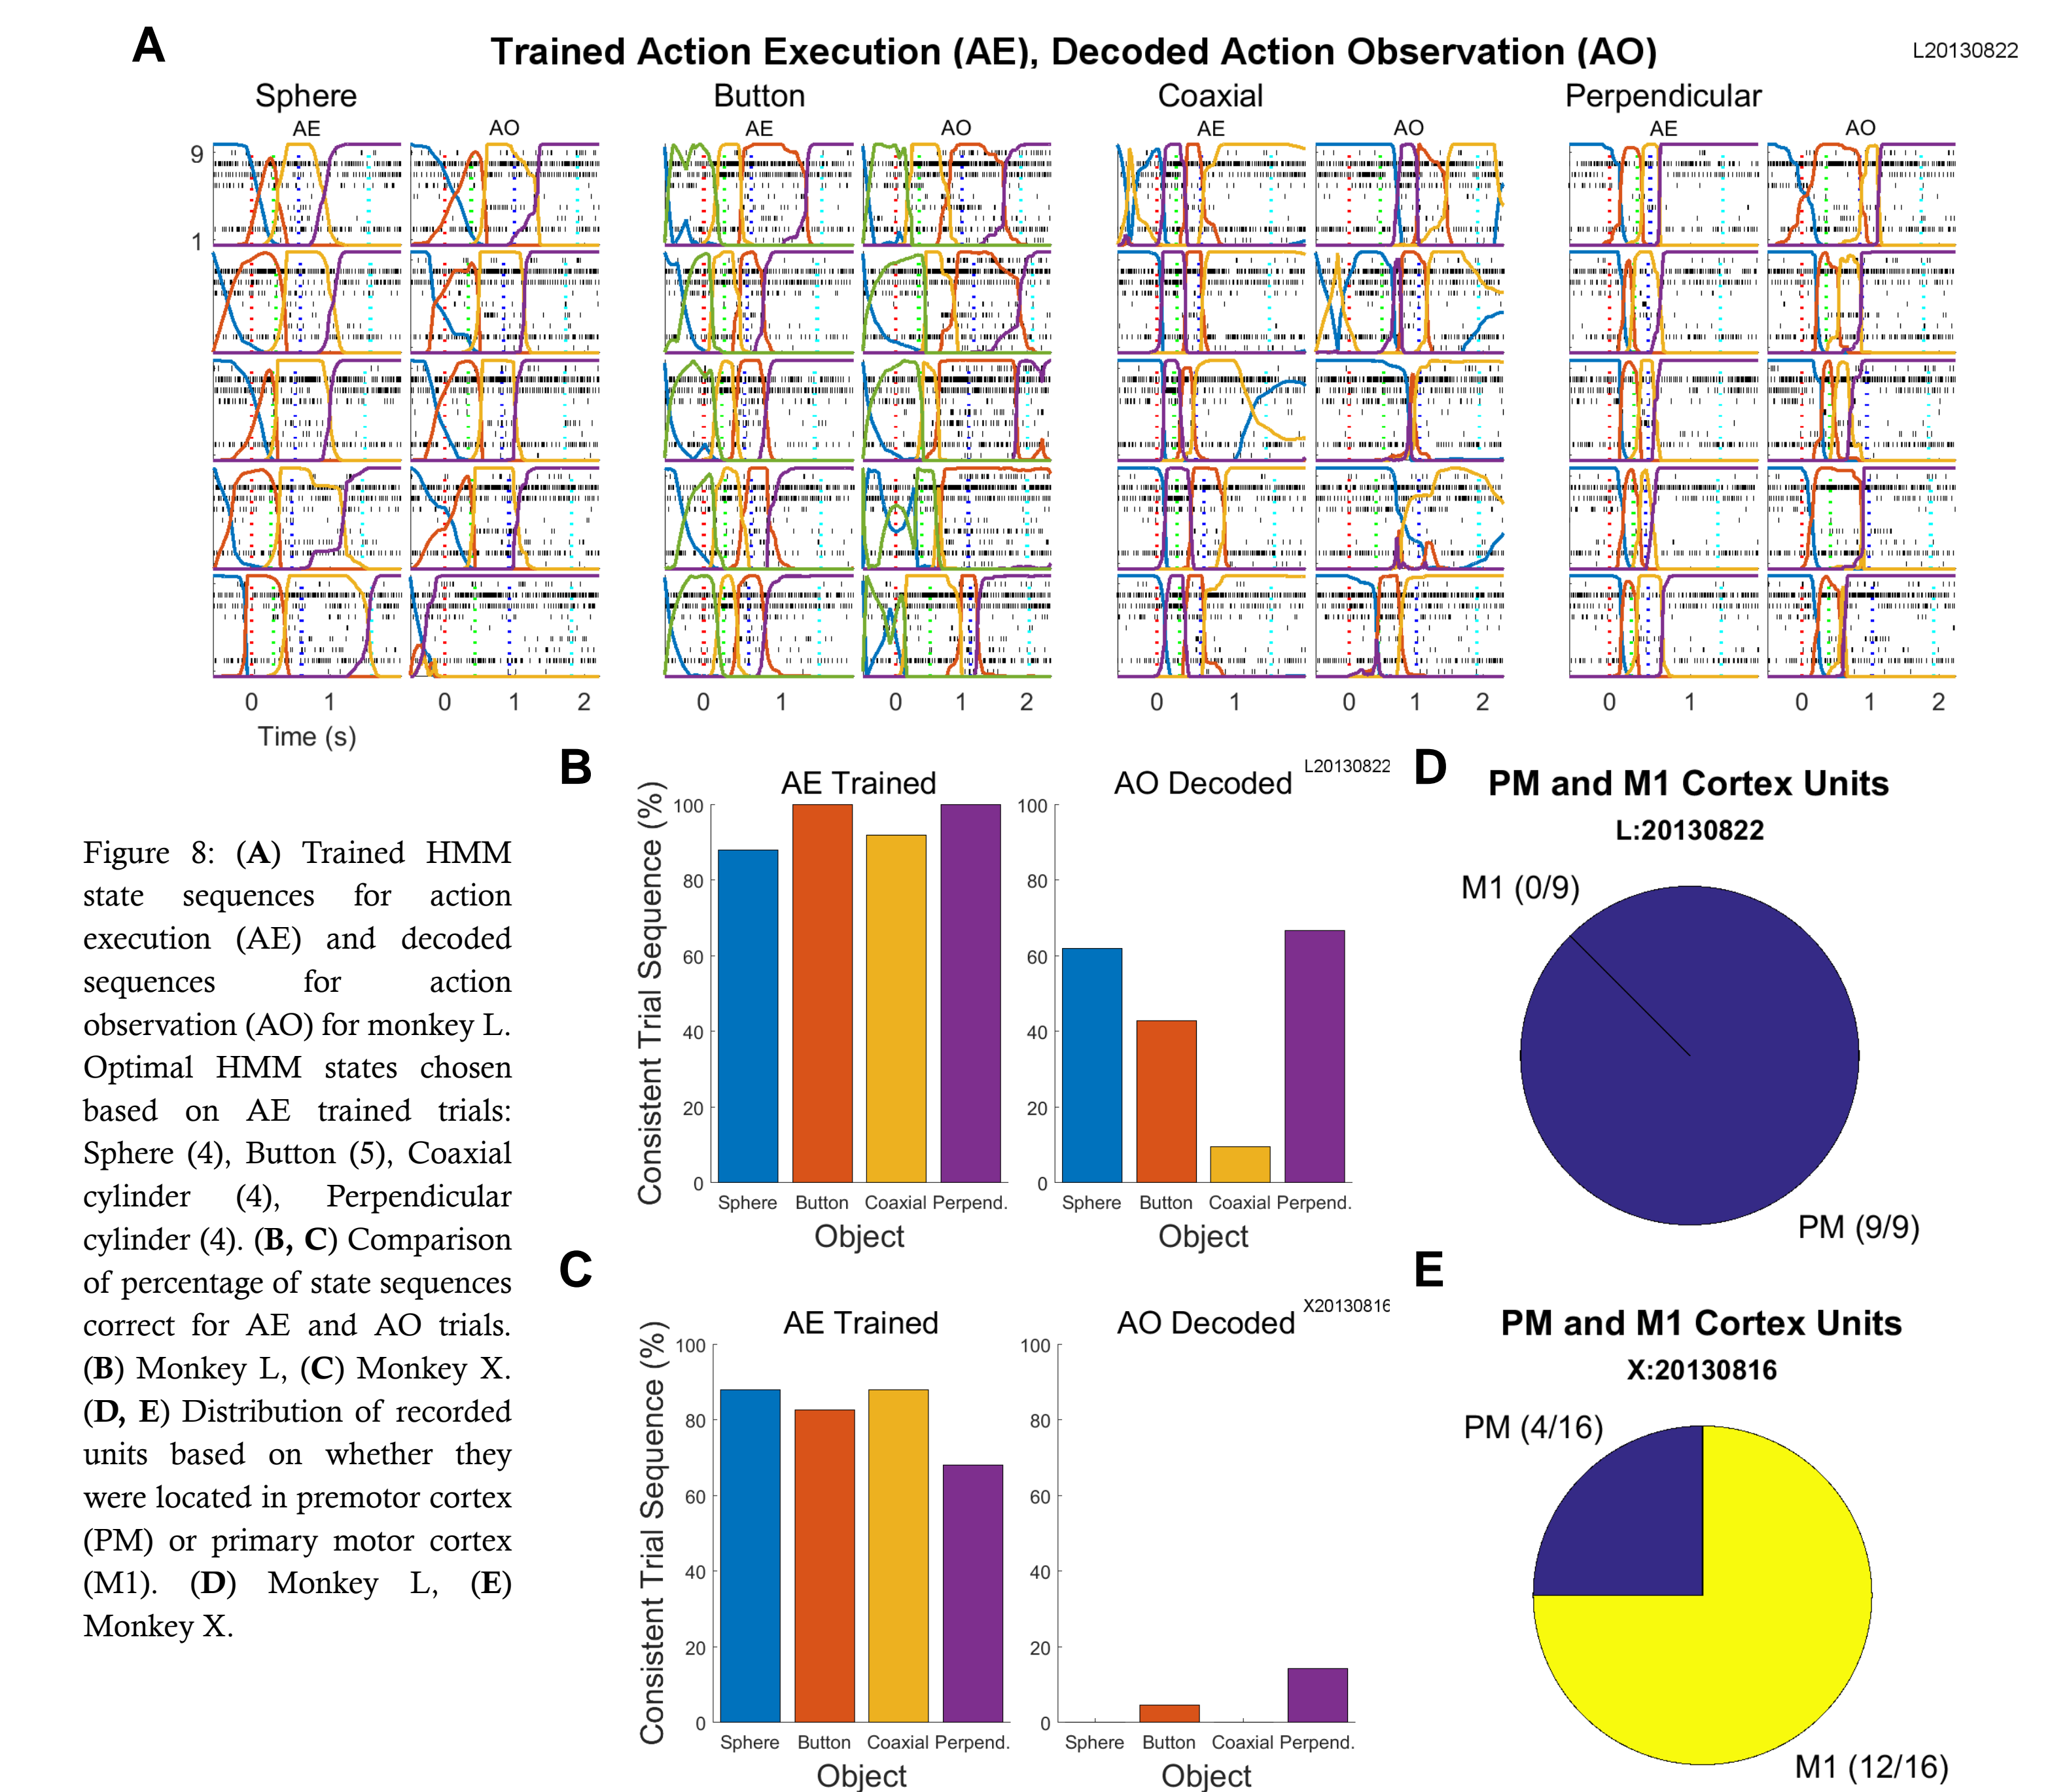 A
Trained Action Execution (AE), Decoded Action Observation (AO)
L20130822
Sphere
Button
Coaxial
Perpendicular
AE
AO
AE
AO
AE
AO
AE
AO
9
1
0 1
0 1 2
0 1
0 1 2
0 1
0 1 2
0 1
0 1 2
Time (s)
Figure 8: (A) Trained HMM
state sequences for action
execution (AE) and decoded
sequences for action
observation (AO) for monkey L.
Optimal HMM states chosen
based on AE trained trials:
Sphere (4), Button (5), Coaxial
cylinder (4), Perpendicular
cylinder (4). (B, C) Comparison
of percentage of state sequences
correct for AE and AO trials.
(B) Monkey L, (C) Monkey X.
(D, E) Distribution of recorded
units based on whether they
were located in premotor cortex
(PM) or primary motor cortex
(M1). (D) Monkey L, (E)
Monkey X.
B
AE Trained
Consistent Trial Sequence (%)
100
80
60
40
20
0
Sphere Button Coaxial Perpend.
Object
AO Decoded
L20130822
100
80
60
40
20
0
Sphere Button Coaxial Perpend.
Object
D
PM and M1 Cortex Units
L:20130822
M1 (0/9)
PM (9/9)
C
AE Trained
Consistent Trial Sequence (%)
100
80
60
40
20
0
Sphere Button Coaxial Perpend.
Object
AO Decoded
X20130816
100
80
60
40
20
0
Sphere Button Coaxial Perpend.
Object
E
PM and M1 Cortex Units
X:20130816
PM (4/16)
M1 (12/16)